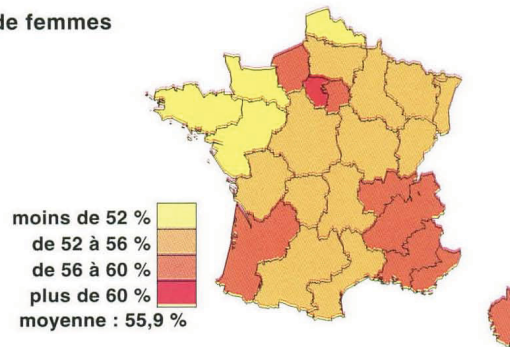 de femmes
moins de 52 %
de 52 à 56 %
de 56 à 60 %
plus de 60 %
moyenne : 55,9 %